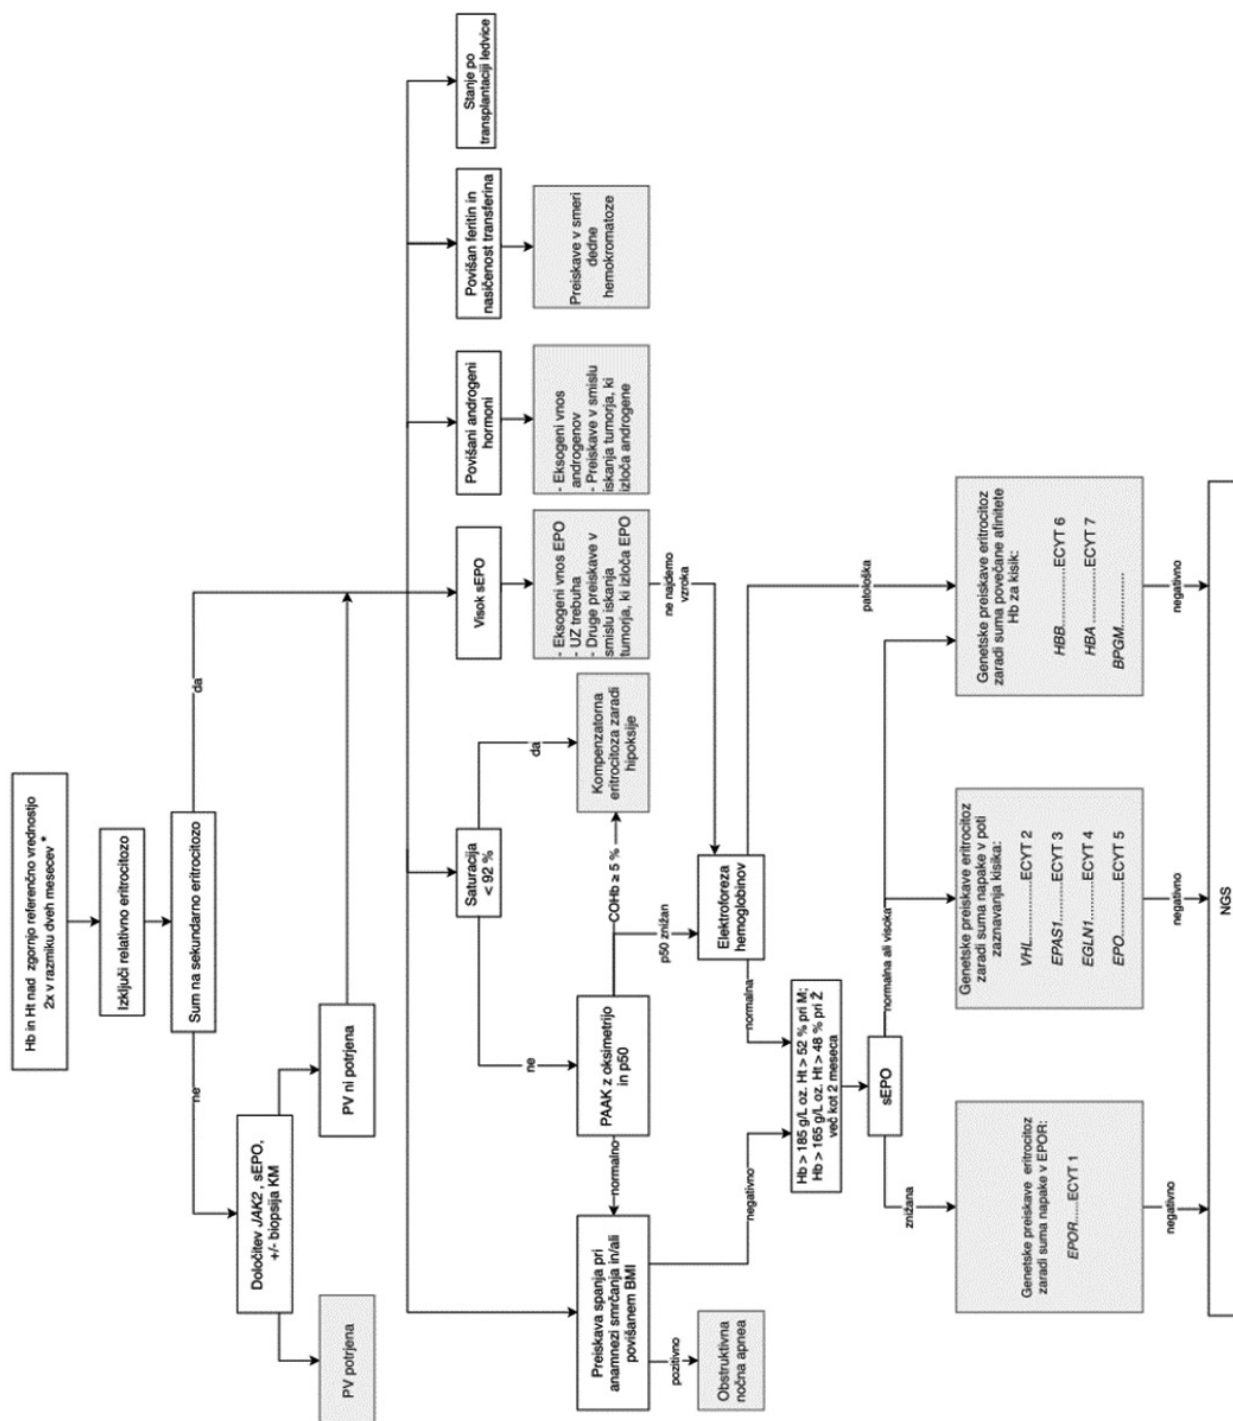 Hb in Ht nad zgornjo referenčno vrednostjo
2x v razmiku dveh mesecev *
Izključi relativno eritrocitozo
Sum na sekundarno eritrocitozo
ne
da
Določitev JAK2, sEPO,
+/- biopsija KM
PV potrjena
PV ni potrjena
Preiskava spanja pri
anamnezi smrčanja in/ali
povišanem BMI
Saturacija
< 92 %
Visok sEPO
Povišani androgeni
hormoni
Povišan feritin in
nasičenost transferina
Stanje po
transplantaciji ledvice
ne
da
PAAK z oksimetrijo
in p50
normalno
COHb ≥ 5 %
p50 znižan
Kompenzatorna
eritrocitoza zaradi
hipoksije
- Eksogeni vnos EPO
- UZ trebuha
- Druge preiskave v
smislu iskanja
tumorja, ki izloča EPO
- Eksogeni vnos
androgenov
- Preiskave v smislu
iskanja tumorja, ki
izloča androgene
Preiskave v smeri
dedne
hemokromatoze
ne najdemo
vzroka
pozitivno
negativno
Obstruktivna
nočna apnea
Elektroforeza
hemoglobinov
normalna
patološka
Hb > 185 g/L oz. Ht > 52 % pri M;
Hb > 165 g/L oz. Ht > 48 % pri Ž
več kot 2 meseca
sEPO
znižana
normalna ali visoka
Genetske preiskave eritrocitoz
zaradi suma napake v EPOR:
EPOR......ECYT 1
Genetske preiskave eritrocitoz
zaradi suma napake v poti
zaznavanja kisika:
VHL...............ECYT 2
EPAS1...........ECYT 3
EGLN1...........ECYT 4
EPO..............ECYT 5
Genetske preiskave eritrocitoz
zaradi suma povečane afinitete
Hb za kisik:
HBB.................ECYT 6
HBA ................ECYT 7
BPGM..............
negativno
negativno
negativno
NGS